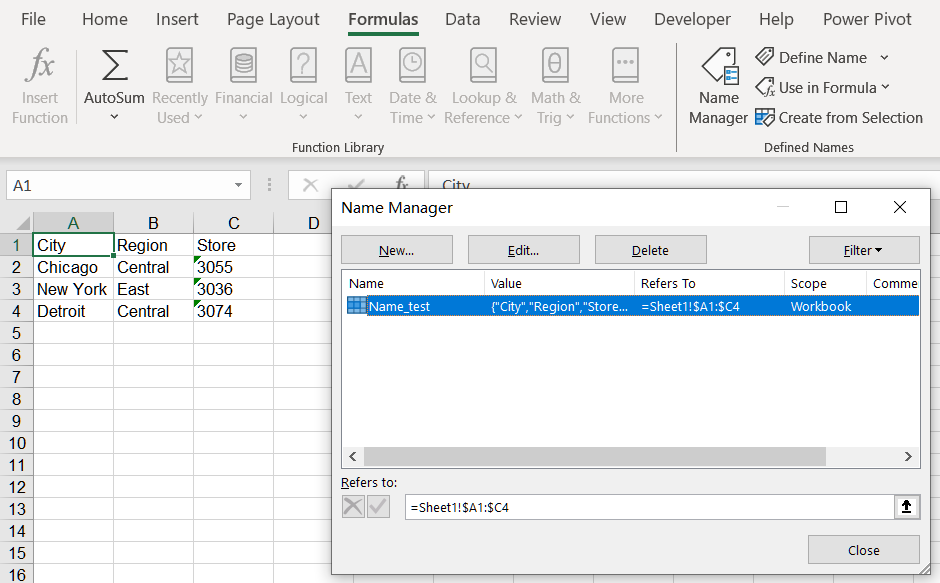 File Home Insert Page Layout Formulas Data Review View Developer Help Power Pivot
Insert Function
AutoSum
Recently Used
Financial
Logical
Text
Date & Time
Lookup & Reference
Math & Trig
More Functions
Function Library
Name Manager
Define Name
Use in Formula
Create from Selection
Defined Names
A1
fx
City
A B C D
1 City Region Store
2 Chicago Central 3055
3 New York East 3036
4 Detroit Central 3074
5
6
7
8
9
10
11
12
13
14
15
16
Name Manager
New... Edit... Delete Filter
Name Value Refers To Scope Comme
Name_test {"City","Region","Store... =Sheet1!$A1:$C4 Workbook
Refers to:
=Sheet1!$A1:$C4
Close